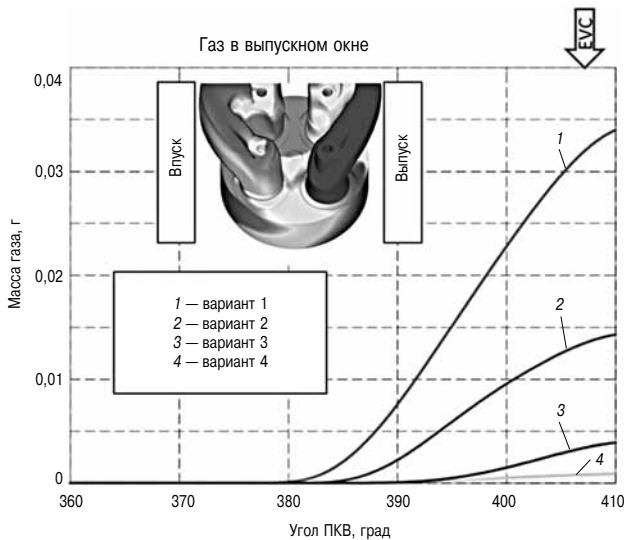 Газ в выпускном окне
EVC
0,04
0,03
0,02
0,01
0
Масса газа, г
Впуск
Выпуск
1 — вариант 1
2 — вариант 2
3 — вариант 3
4 — вариант 4
1
2
3
4
360
370
380
390
400
410
Угол ПКВ, град